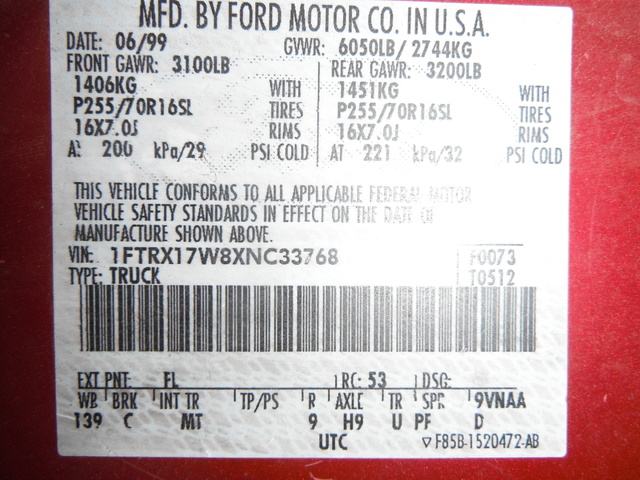 MFD. BY FORD MOTOR CO. IN U.S.A.
DATE: 06/99 GVWR: 6050LB/ 2744KG
FRONT GAWR: 3100LB REAR GAWR: 3200LB
1406KG WITH 1451KG WITH
P255/70R16SL TIRES P255/70R16SL TIRES
16X7.0J RIMS 16X7.0J RIMS
AT 200 kPa/29 PSI COLD AT 221 kPa/32 PSI COLD
THIS VEHICLE CONFORMS TO ALL APPLICABLE FEDERAL MOTOR
VEHICLE SAFETY STANDARDS IN EFFECT ON THE DATE OF
MANUFACTURE SHOWN ABOVE.
VIN: 1FTRX17W8XNC33768 F0073
TYPE: TRUCK T0512
EXT PNT: FL RC: 53 DSG:
WB BRK INT TR TP/PS R AXLE TR SPR 9VNAA
139 C MT 9 H9 U PF D
UTC ▽ F85B-1520472-AB